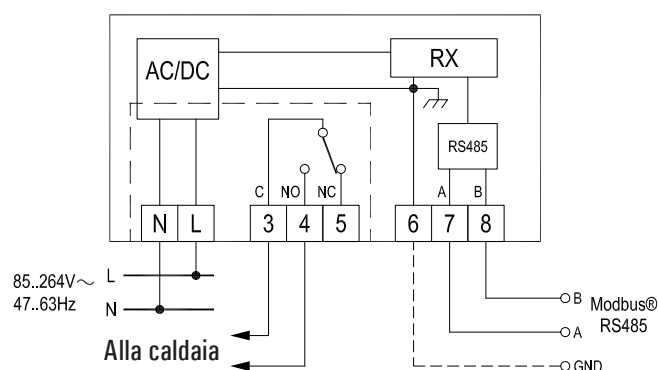 AC/DC
RX
RS485
C NO NC
A B
N L 3 4 5 6 7 8
85..264V~ L
47..63Hz N
B Modbus®
A RS485
Alla caldaia
GND